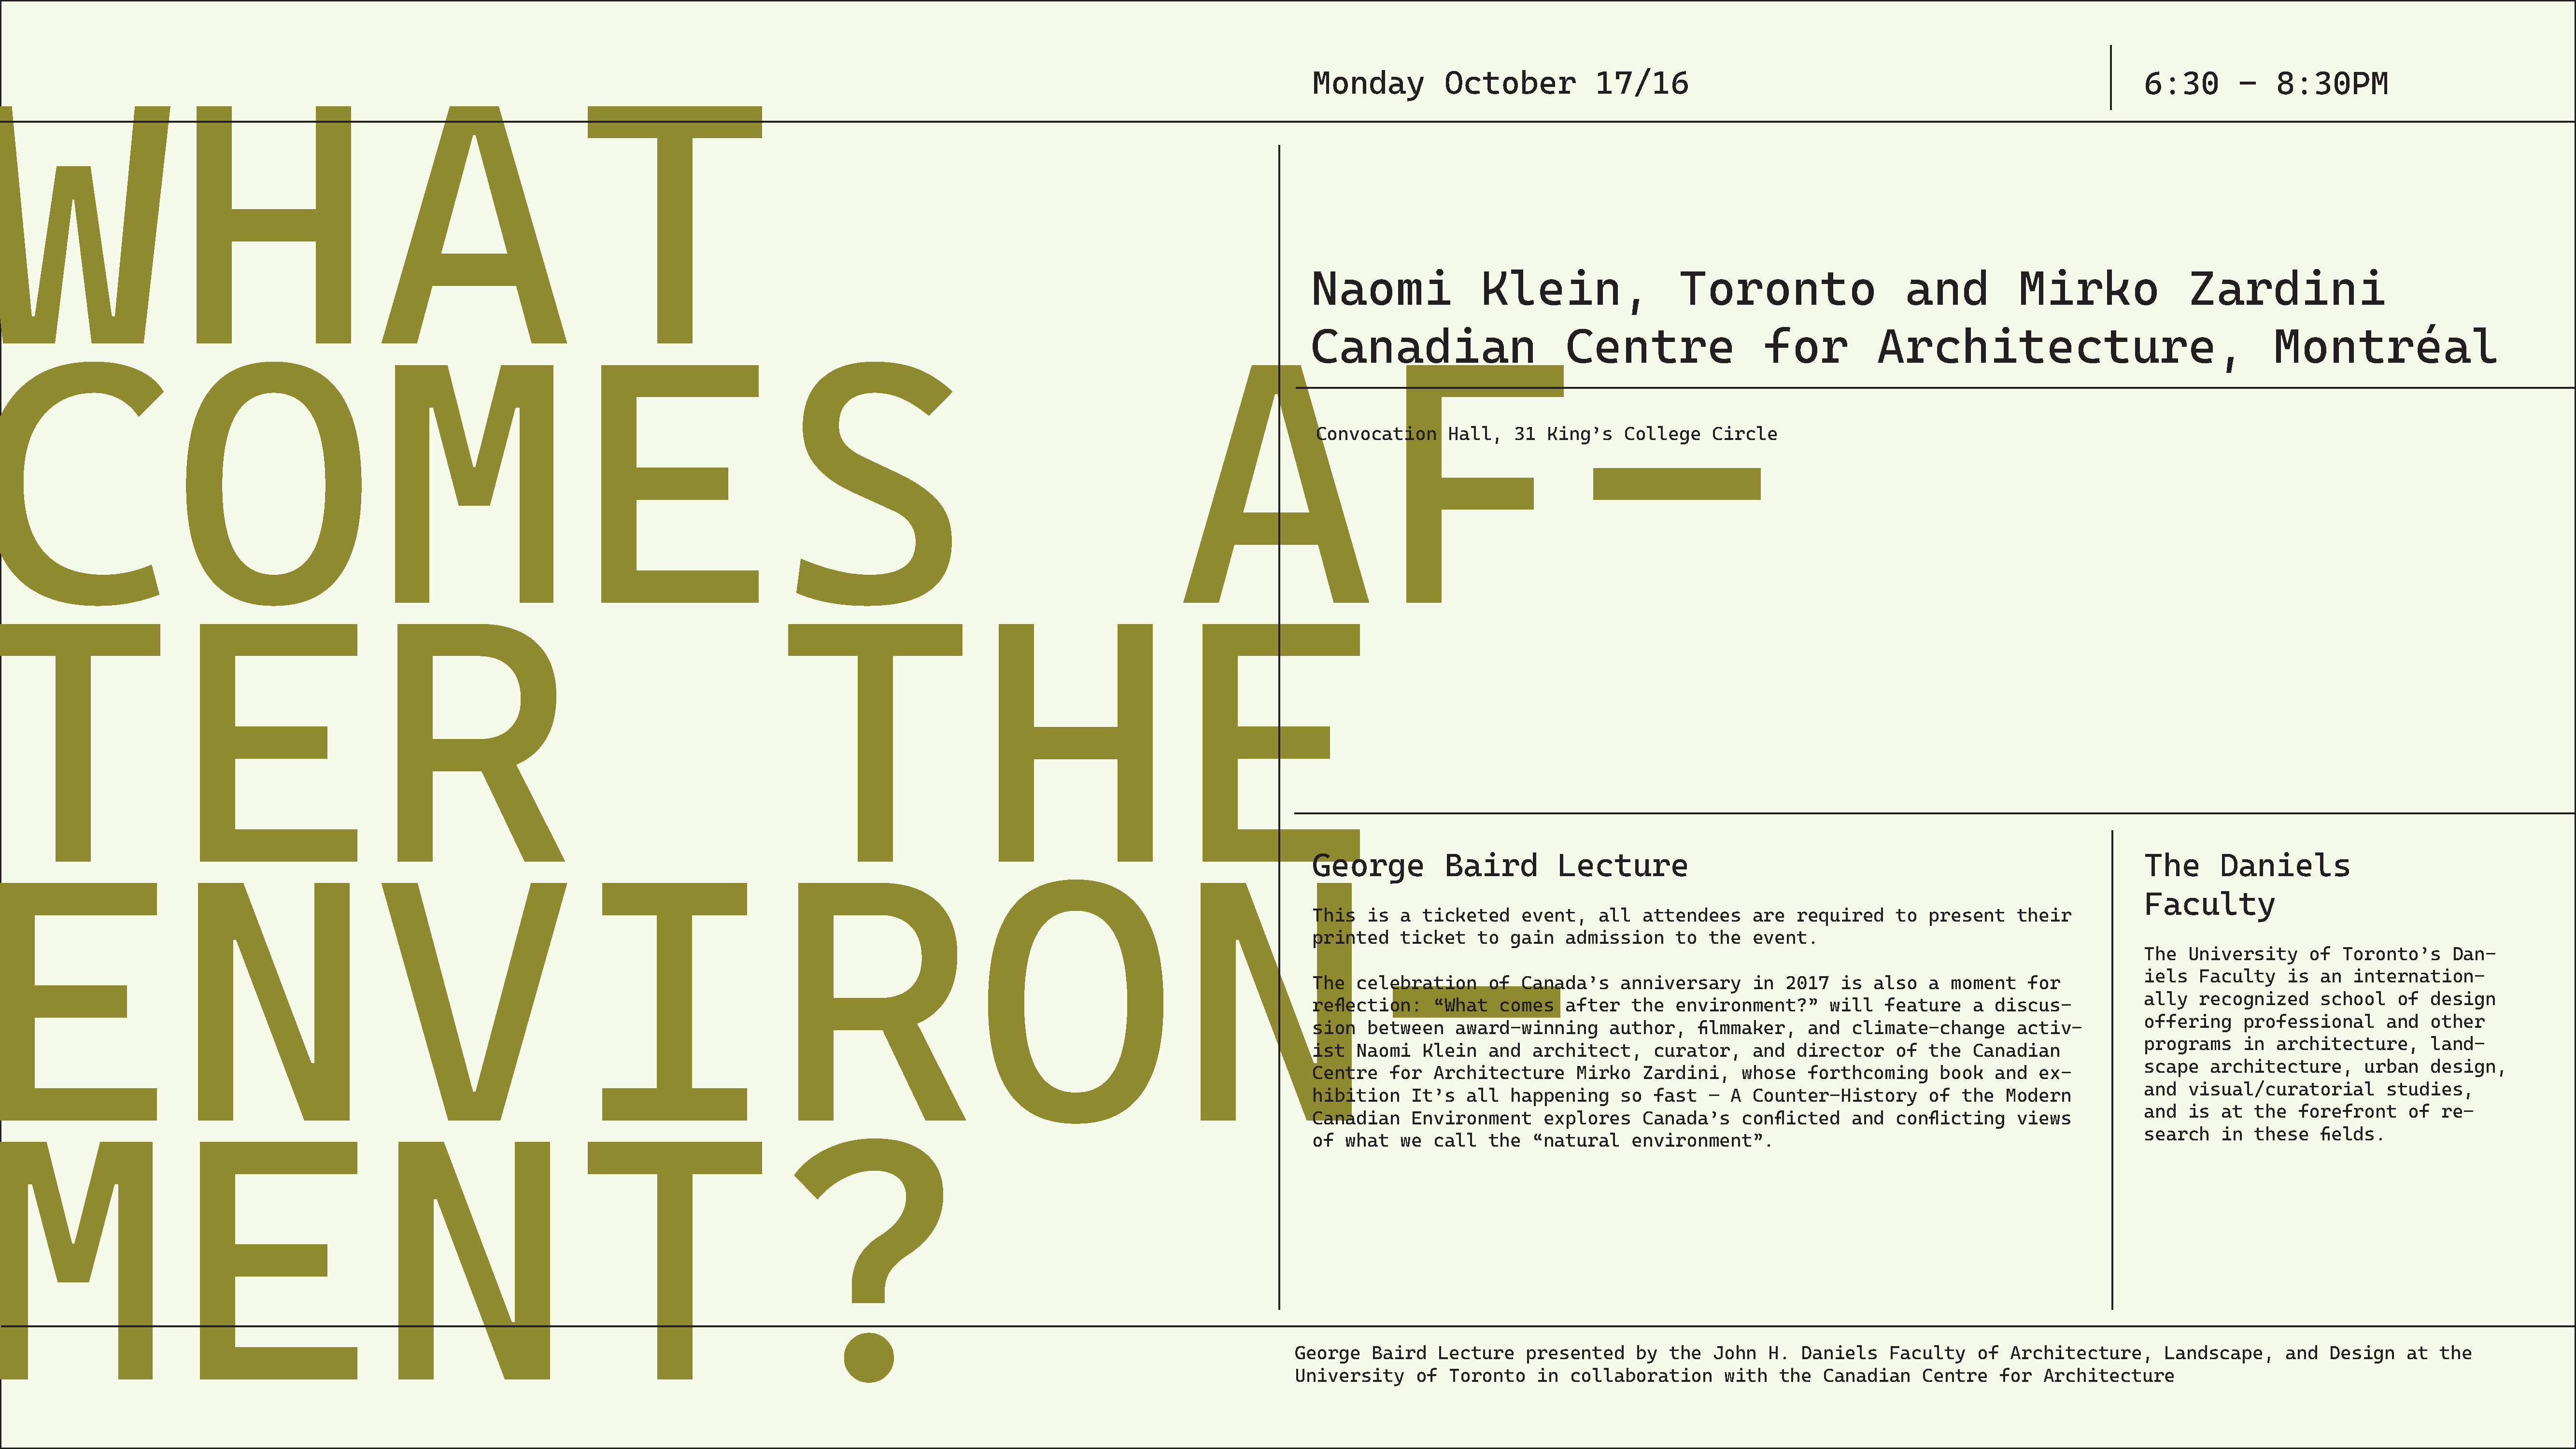 Monday October 17/16
6:30 – 8:30PM
WHAT
COMES AF–
TER THE
ENVIRON–
MENT?
Naomi Klein, Toronto and Mirko Zardini
Canadian Centre for Architecture, Montréal
Convocation Hall, 31 King’s College Circle
George Baird Lecture
This is a ticketed event, all attendees are required to present their
printed ticket to gain admission to the event.
The celebration of Canada’s anniversary in 2017 is also a moment for
reflection: “What comes after the environment?” will feature a discus–
sion between award–winning author, filmmaker, and climate–change activ–
ist Naomi Klein and architect, curator, and director of the Canadian
Centre for Architecture Mirko Zardini, whose forthcoming book and ex–
hibition It’s all happening so fast – A Counter–History of the Modern
Canadian Environment explores Canada’s conflicted and conflicting views
of what we call the “natural environment”.
The Daniels
Faculty
The University of Toronto’s Dan–
iels Faculty is an internation–
ally recognized school of design
offering professional and other
programs in architecture, land–
scape architecture, urban design,
and visual/curatorial studies,
and is at the forefront of re–
search in these fields.
George Baird Lecture presented by the John H. Daniels Faculty of Architecture, Landscape, and Design at the
University of Toronto in collaboration with the Canadian Centre for Architecture